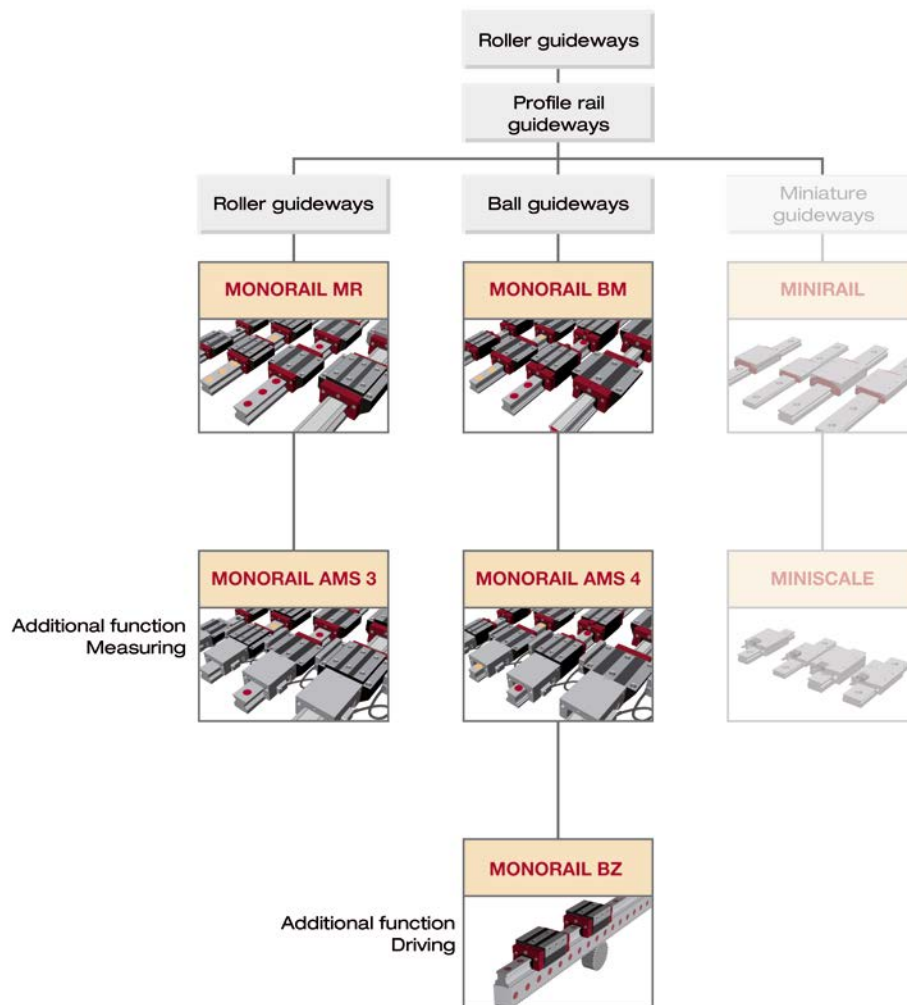 Roller guideways
Profile rail
guideways
Roller guideways
Ball guideways
Miniature
guideways
MONORAIL MR
MONORAIL BM
MINIRAIL
MONORAIL AMS 3
MONORAIL AMS 4
MINISCALE
Additional function
Measuring
MONORAIL BZ
Additional function
Driving